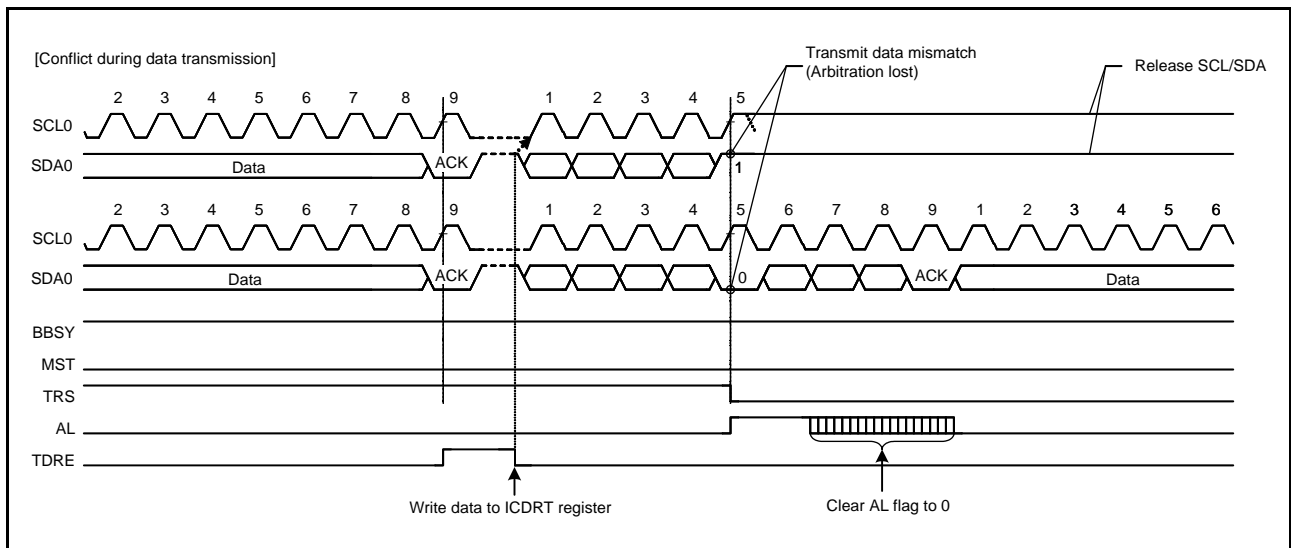 [Conflict during data transmission]
Transmit data mismatch
(Arbitration lost)
Release SCL/SDA
2 3 4 5 6 7 8 9 1 2 3 4 5
SCL0
SDA0 Data ACK 1
2 3 4 5 6 7 8 9 1 2 3 4 5 6 7 8 9 1 2 3 4 5 6
SCL0
SDA0 Data ACK 0 ACK Data
BBSY
MST
TRS
AL
TDRE
Write data to ICDRT register
Clear AL flag to 0